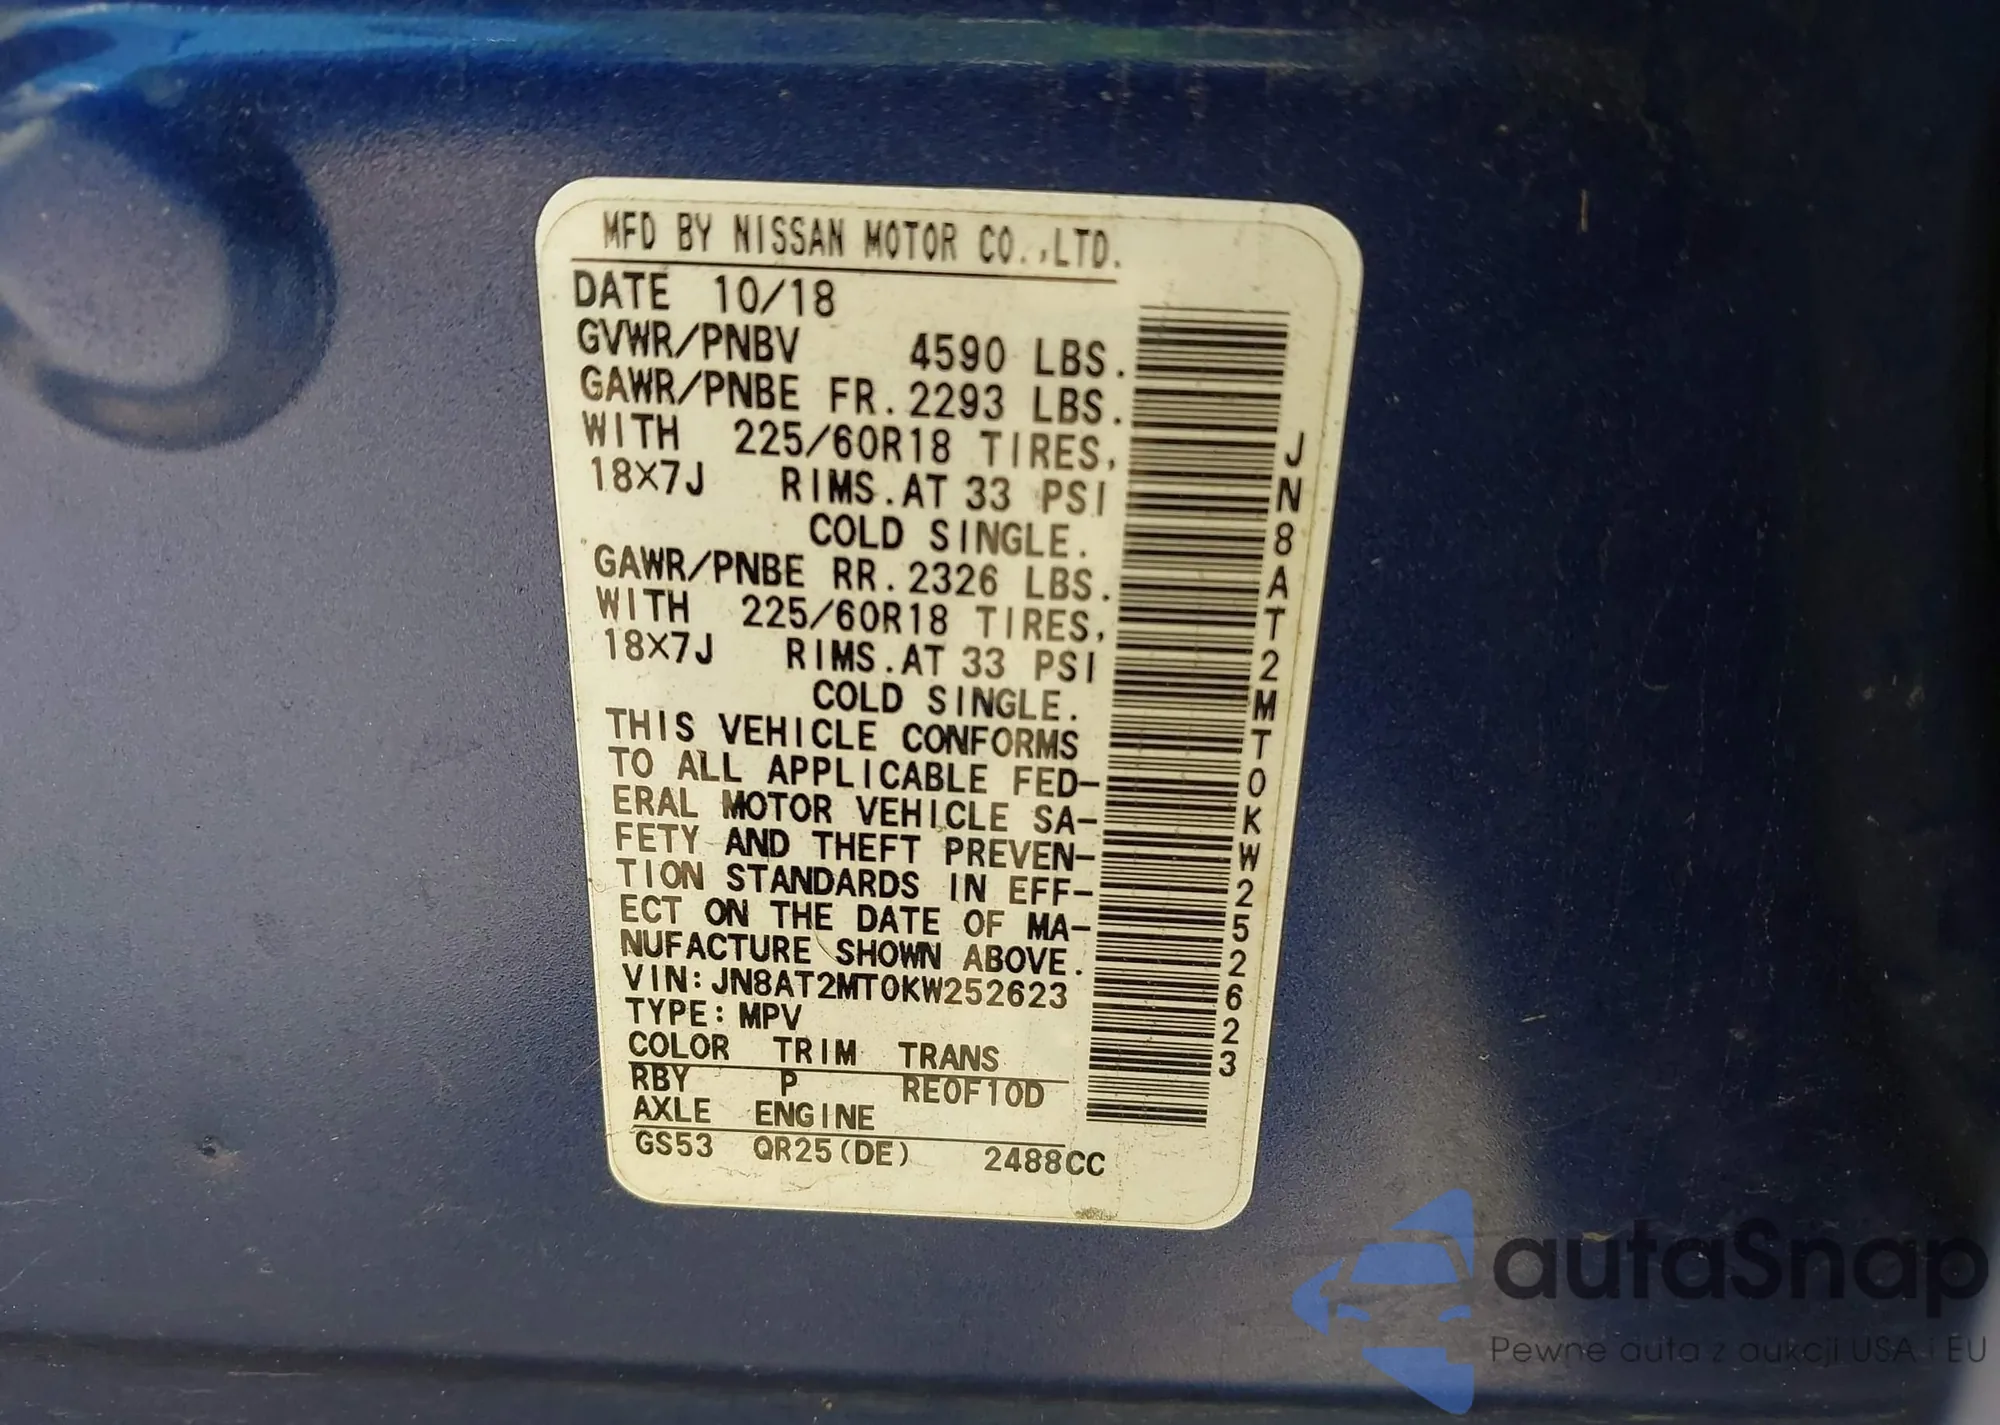 MFD BY NISSAN MOTOR CO.,LTD.
DATE 10/18
GVWR/PNBV 4590 LBS.
GAWR/PNBE FR. 2293 LBS.
WITH 225/60R18 TIRES,
18X7J RIMS.AT 33 PSI
COLD SINGLE.
GAWR/PNBE RR. 2326 LBS.
WITH 225/60R18 TIRES,
18X7J RIMS.AT 33 PSI
COLD SINGLE.
THIS VEHICLE CONFORMS
TO ALL APPLICABLE FED-
ERAL MOTOR VEHICLE SA-
FETY AND THEFT PREVEN-
TION STANDARDS IN EFF-
ECT ON THE DATE OF MA-
NUFACTURE SHOWN ABOVE.
VIN:JN8AT2MT0KW252623
TYPE:MPV
COLOR TRIM TRANS
RBY P RE0F10D
AXLE ENGINE
GS53 QR25(DE) 2488CC
JN8AT2MT0KW252623
autaSnap
Pewne auta z aukcji USA i EU